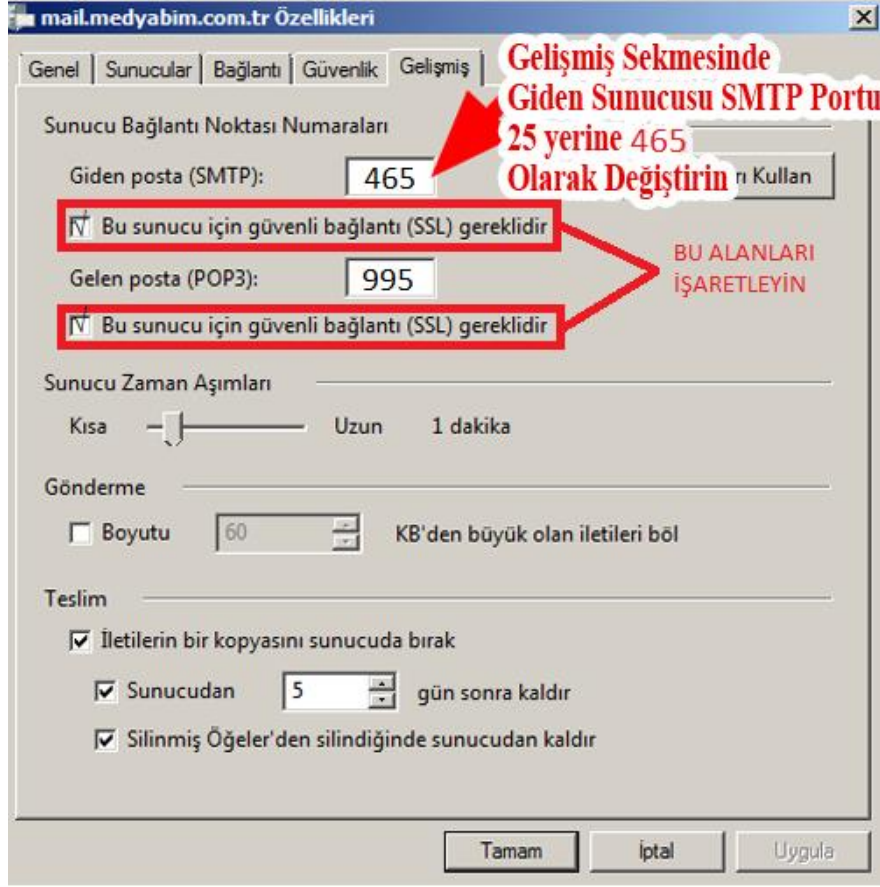 mail.medyabim.com.tr Özellikleri
Genel Sunucular Bağlantı Güvenlik Gelişmiş
Gelişmiş Sekmesinde
Giden Sunucusu SMTP Portu
25 yerine 465
Olarak Değiştirin
Sunucu Bağlantı Noktası Numaraları
Giden posta (SMTP): 465 Kullan
Bu sunucu için güvenli bağlantı (SSL) gereklidir
BU ALANLARI
İŞARETLEYİN
Gelen posta (POP3): 995
Bu sunucu için güvenli bağlantı (SSL) gereklidir
Sunucu Zaman Aşımları
Kısa Uzun 1 dakika
Gönderme
Boyutu 60 KB'den büyük olan iletileri böl
Teslim
İletilerin bir kopyasını sunucuda bırak
Sunucudan 5 gün sonra kaldır
Silinmiş Öğeler'den silindiğinde sunucudan kaldır
Tamam İptal Uygula